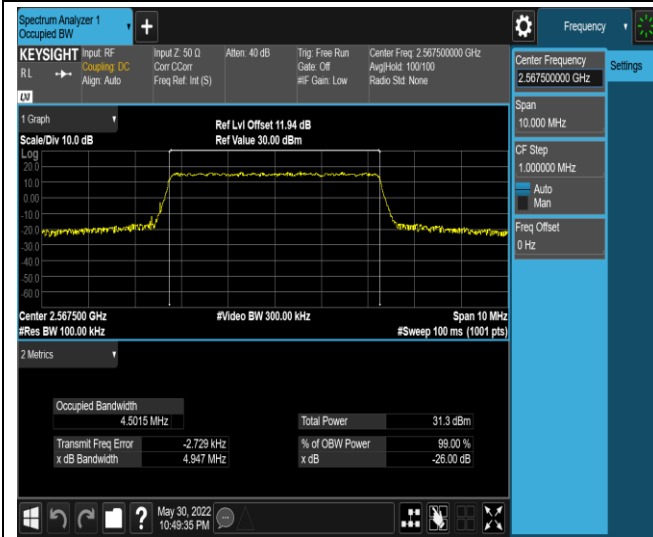 Spectrum Analyzer 1
Occupied BW
Frequency
KEYSIGHT
RL
Input: RF
Coupling: DC
Align: Auto
Input Z: 50 Ω
Corr CCorr
Freq Ref: Int (S)
Atten: 40 dB
Trig: Free Run
Gate: Off
#IF Gain: Low
Center Freq: 2.567500000 GHz
Avg|Hold: 100/100
Radio Std: None
LXI
Center Frequency
2.567500000 GHz
Settings
Span
10.000 MHz
CF Step
1.000000 MHz
Auto
Man
Freq Offset
0 Hz
1 Graph
Scale/Div 10.0 dB
Ref Lvl Offset 11.94 dB
Ref Value 30.00 dBm
Log
20.0
10.0
0.00
-10.0
-20.0
-30.0
-40.0
-50.0
-60.0
Center 2.567500 GHz
#Res BW 100.00 kHz
#Video BW 300.00 kHz
Span 10 MHz
#Sweep 100 ms (1001 pts)
2 Metrics
Occupied Bandwidth
4.5015 MHz
Total Power 31.3 dBm
Transmit Freq Error -2.729 kHz
% of OBW Power 99.00 %
x dB Bandwidth 4.947 MHz
x dB -26.00 dB
May 30, 2022
10:49:35 PM